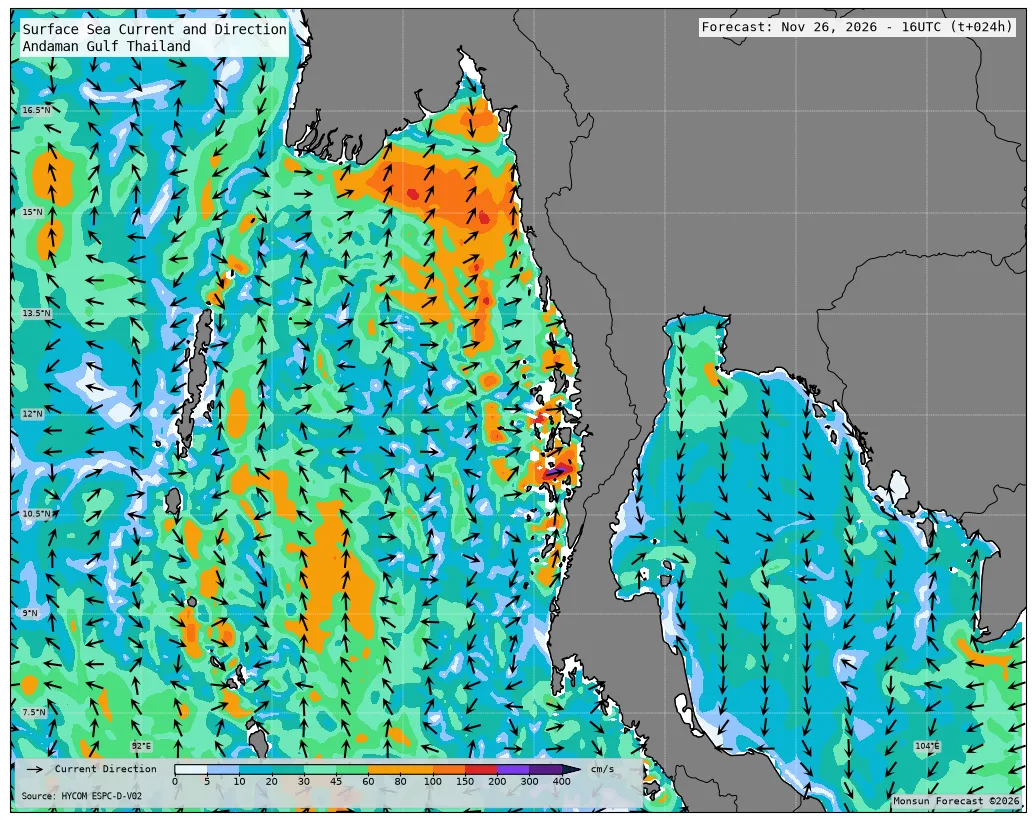 Surface Sea Current and Direction
Andaman Gulf Thailand
Forecast: Nov 26, 2026 - 16UTC (t+024h)
16.5°N
15°N
13.5°N
12°N
10.5°N
9°N
7.5°N
92°E
104°E
Current Direction
0 5 10 20 30 45 60 80 100 150 200 300 400 cm/s
Source: HYCOM ESPC-D-V02
Monsun Forecast ©2026